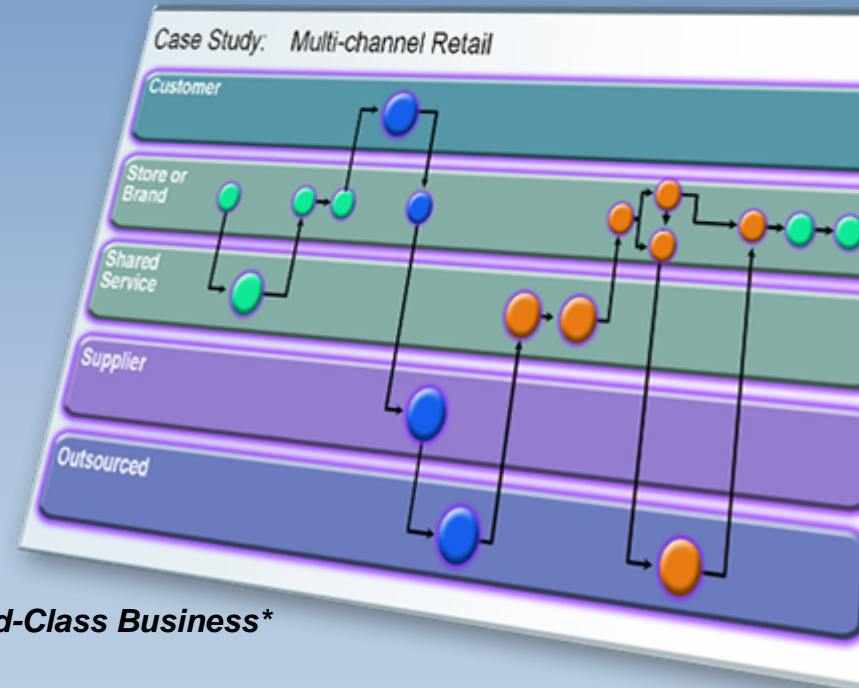 Case Study: Multi-channel Retail
Customer
Store or
Brand
Shared
Service
Supplier
Outsourced
-Class Business*